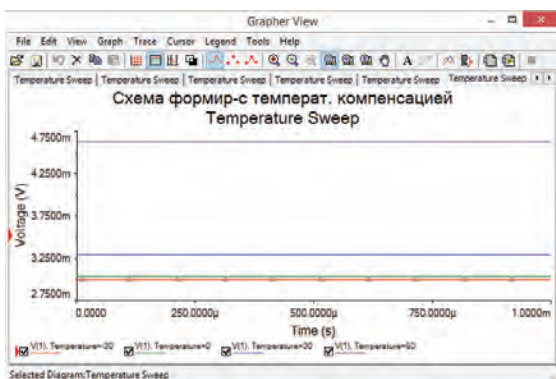 Grapher View
File Edit View Graph Trace Cursor Legend Tools Help
Temperature Sweep Temperature Sweep Temperature Sweep Temperature Sweep Temperature Sweep Temperature Sweep
Схема формир-с температ. компенсацией
Temperature Sweep
4.7500m
4.2500m
3.7500m
3.2500m
2.7500m
Voltage (V)
0.0000 250.0000µ 500.0000µ 750.0000µ 1.0000m
Time (s)
V(1), Temperature=-30 V(1), Temperature=0 V(1), Temperature=30 V(1), Temperature=60
Selected Diagram:Temperature Sweep